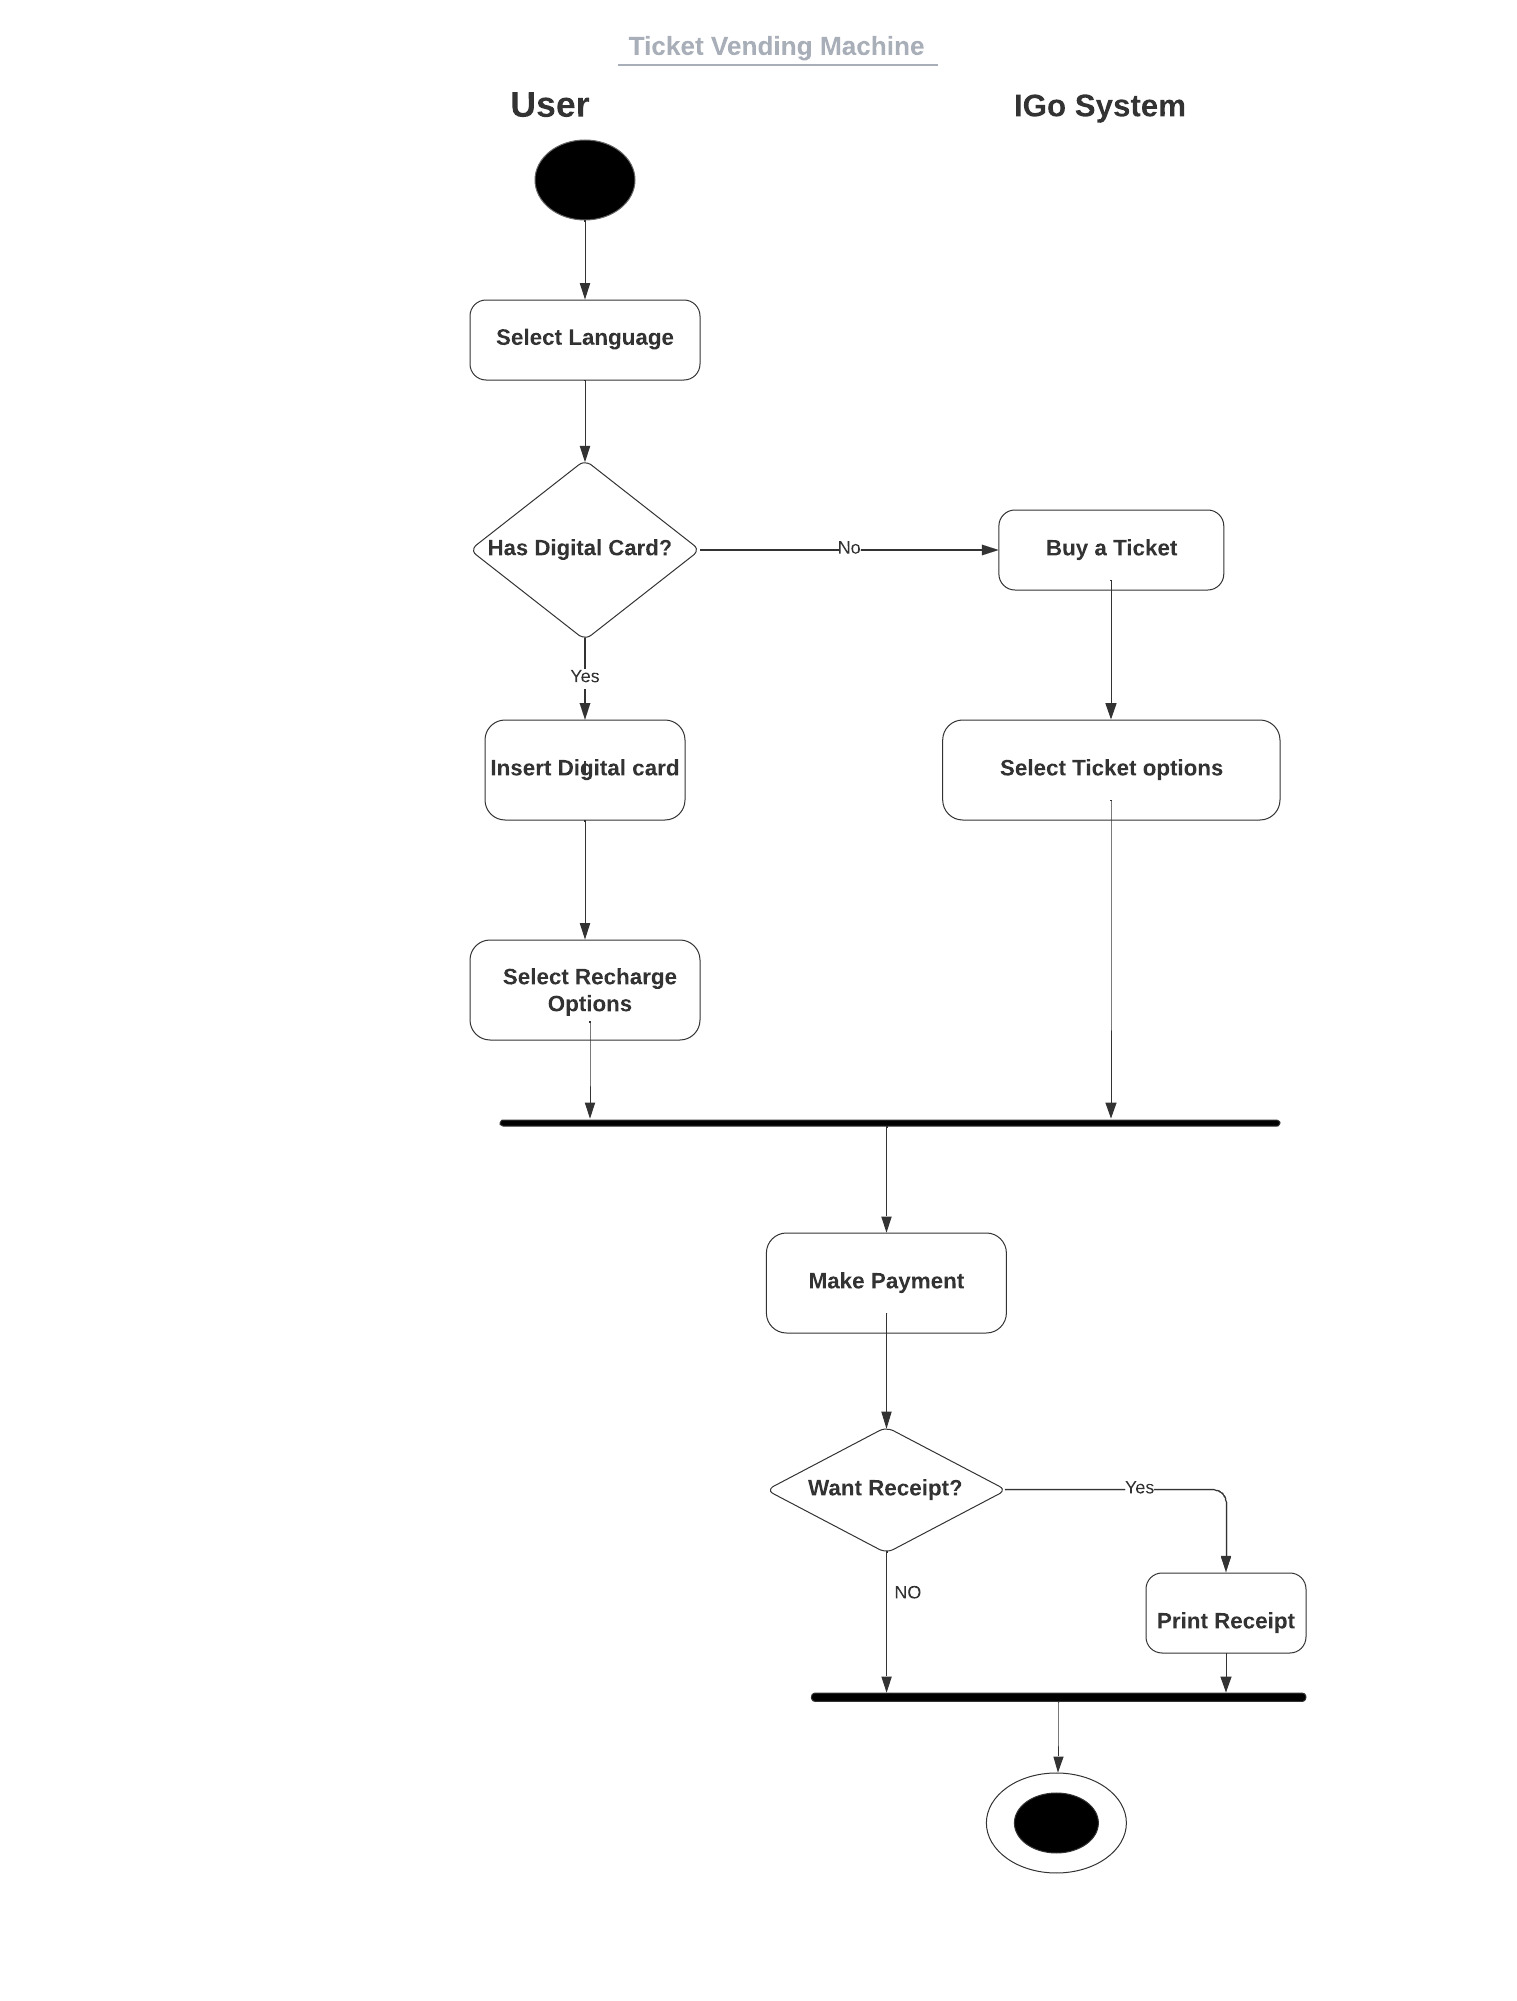 Ticket Vending Machine
User
IGo System
Select Language
Has Digital Card?
No
Buy a Ticket
Yes
Insert Digital card
Select Ticket options
Select Recharge
Options
Make Payment
Want Receipt?
Yes
NO
Print Receipt